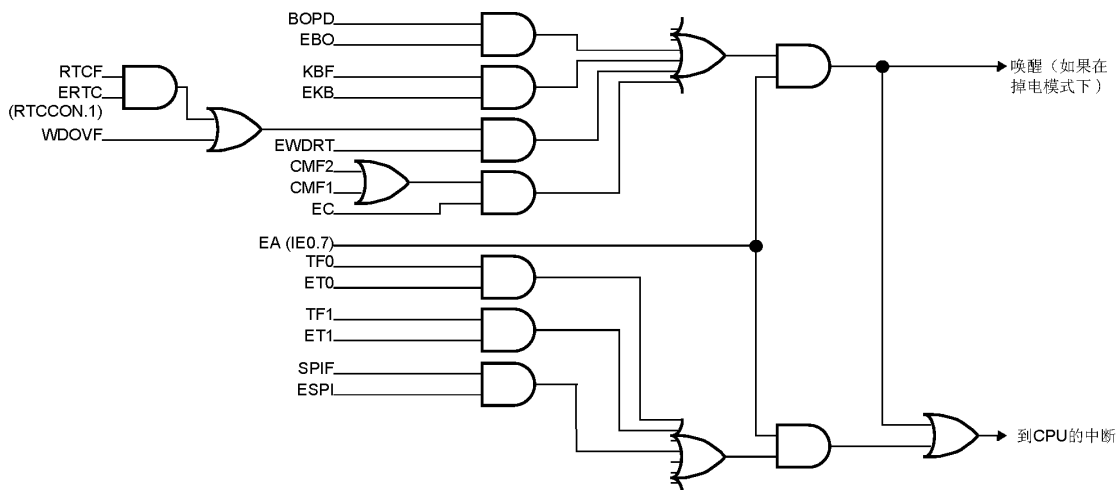 BOPD
EBO
KBF
EKB
RTCF
ERTC
(RTCCON.1)
WDOVF
EWDRT
CMF2
CMF1
EC
EA (IE0.7)
TF0
ET0
TF1
ET1
SPIF
ESPI
唤醒（如果在
掉电模式下）
到CPU的中断